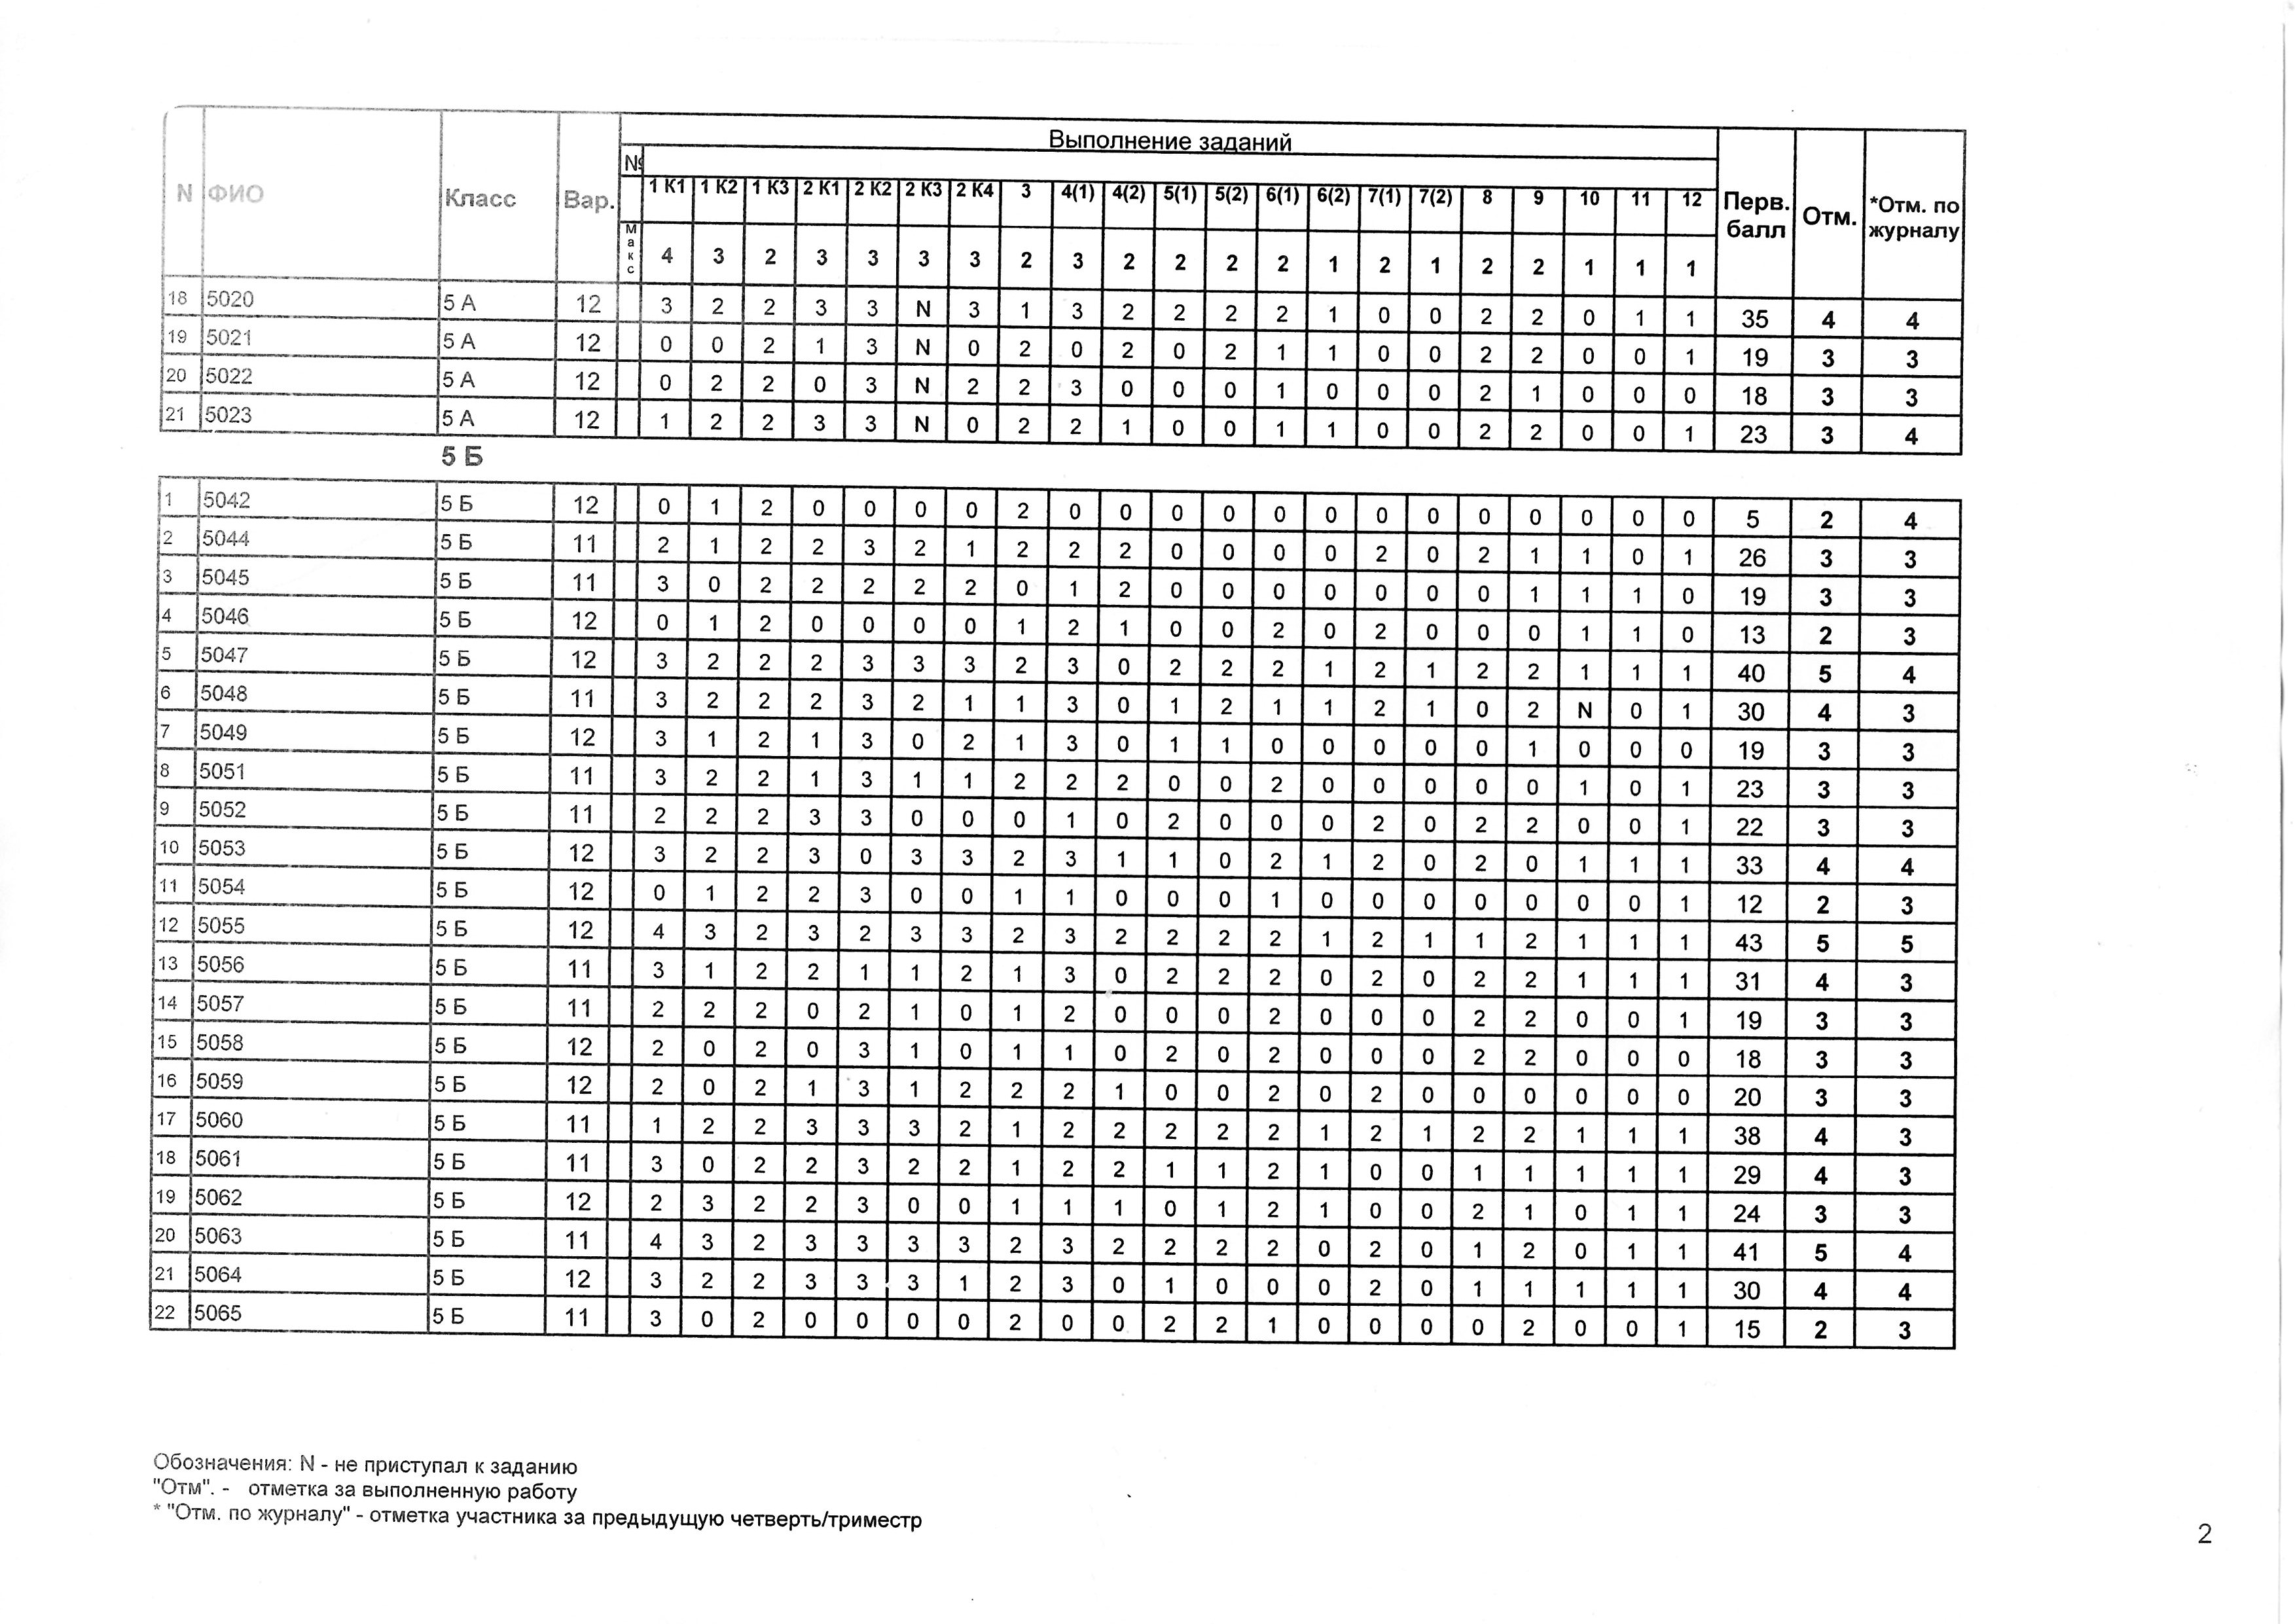 Выполнение заданий
№
N ФИО Класс Вар. 1 К1 1 К2 1 К3 2 К1 2 К2 2 К3 2 К4 3 4(1) 4(2) 5(1) 5(2) 6(1) 6(2) 7(1) 7(2) 8 9 10 11 12 Перв. балл Отм. *Отм. по журналу
Макс 4 3 2 3 3 3 3 2 3 2 2 2 2 1 2 1 2 2 1 1 1
18 5020 5 А 12 3 2 2 3 3 N 3 1 3 2 2 2 2 1 0 0 2 2 0 1 1 35 4 4
19 5021 5 А 12 0 0 2 1 3 N 0 2 0 2 0 2 1 1 0 0 2 2 0 0 1 19 3 3
20 5022 5 А 12 0 2 2 0 3 N 2 2 3 0 0 0 1 0 0 0 2 1 0 0 0 18 3 3
21 5023 5 А 12 1 2 2 3 3 N 0 2 2 1 0 0 1 1 0 0 2 2 0 0 1 23 3 4
5 Б
1 5042 5 Б 12 0 1 2 0 0 0 0 2 0 0 0 0 0 0 0 0 0 0 0 0 0 5 2 4
2 5044 5 Б 11 2 1 2 2 3 2 1 2 2 2 0 0 0 0 2 0 2 1 1 0 1 26 3 3
3 5045 5 Б 11 3 0 2 2 2 2 2 0 1 2 0 0 0 0 0 0 0 1 1 1 0 19 3 3
4 5046 5 Б 12 0 1 2 0 0 0 0 1 2 1 0 0 2 0 2 0 0 0 1 1 0 13 2 3
5 5047 5 Б 12 3 2 2 2 3 3 3 2 3 0 2 2 2 1 2 1 2 2 1 1 1 40 5 4
6 5048 5 Б 11 3 2 2 2 3 2 1 1 3 0 1 2 1 1 2 1 0 2 N 0 1 30 4 3
7 5049 5 Б 12 3 1 2 1 3 0 2 1 3 0 1 1 0 0 0 0 0 1 0 0 0 19 3 3
8 5051 5 Б 11 3 2 2 1 3 1 1 2 2 2 0 0 2 0 0 0 0 0 1 0 1 23 3 3
9 5052 5 Б 11 2 2 2 3 3 0 0 0 1 0 2 0 0 0 2 0 2 2 0 0 1 22 3 3
10 5053 5 Б 12 3 2 2 3 0 3 3 2 3 1 1 0 2 1 2 0 2 0 1 1 1 33 4 4
11 5054 5 Б 12 0 1 2 2 3 0 0 1 1 0 0 0 1 0 0 0 0 0 0 0 1 12 2 3
12 5055 5 Б 12 4 3 2 3 2 3 3 2 3 2 2 2 2 1 2 1 1 2 1 1 1 43 5 5
13 5056 5 Б 11 3 1 2 2 1 1 2 1 3 0 2 2 2 0 2 0 2 2 1 1 1 31 4 3
14 5057 5 Б 11 2 2 2 0 2 1 0 1 2 0 0 0 2 0 0 0 2 2 0 0 1 19 3 3
15 5058 5 Б 12 2 0 2 0 3 1 0 1 1 0 2 0 2 0 0 0 2 2 0 0 0 18 3 3
16 5059 5 Б 12 2 0 2 1 3 1 2 2 2 1 0 0 2 0 2 0 0 0 0 0 0 20 3 3
17 5060 5 Б 11 1 2 2 3 3 3 2 1 2 2 2 2 2 1 2 1 2 2 1 1 1 38 4 3
18 5061 5 Б 11 3 0 2 2 3 2 2 1 2 2 1 1 2 1 0 0 1 1 1 1 1 29 4 3
19 5062 5 Б 12 2 3 2 2 3 0 0 1 1 1 0 1 2 1 0 0 2 1 0 1 1 24 3 3
20 5063 5 Б 11 4 3 2 3 3 3 3 2 3 2 2 2 2 0 2 0 1 2 0 1 1 41 5 4
21 5064 5 Б 12 3 2 2 3 3 3 1 2 3 0 1 0 0 0 2 0 1 1 1 1 1 30 4 4
22 5065 5 Б 11 3 0 2 0 0 0 0 2 0 0 2 2 1 0 0 0 0 2 0 0 1 15 2 3
Обозначения: N - не приступал к заданию
"Отм". - отметка за выполненную работу
* "Отм. по журналу" - отметка участника за предыдущую четверть/триместр
2